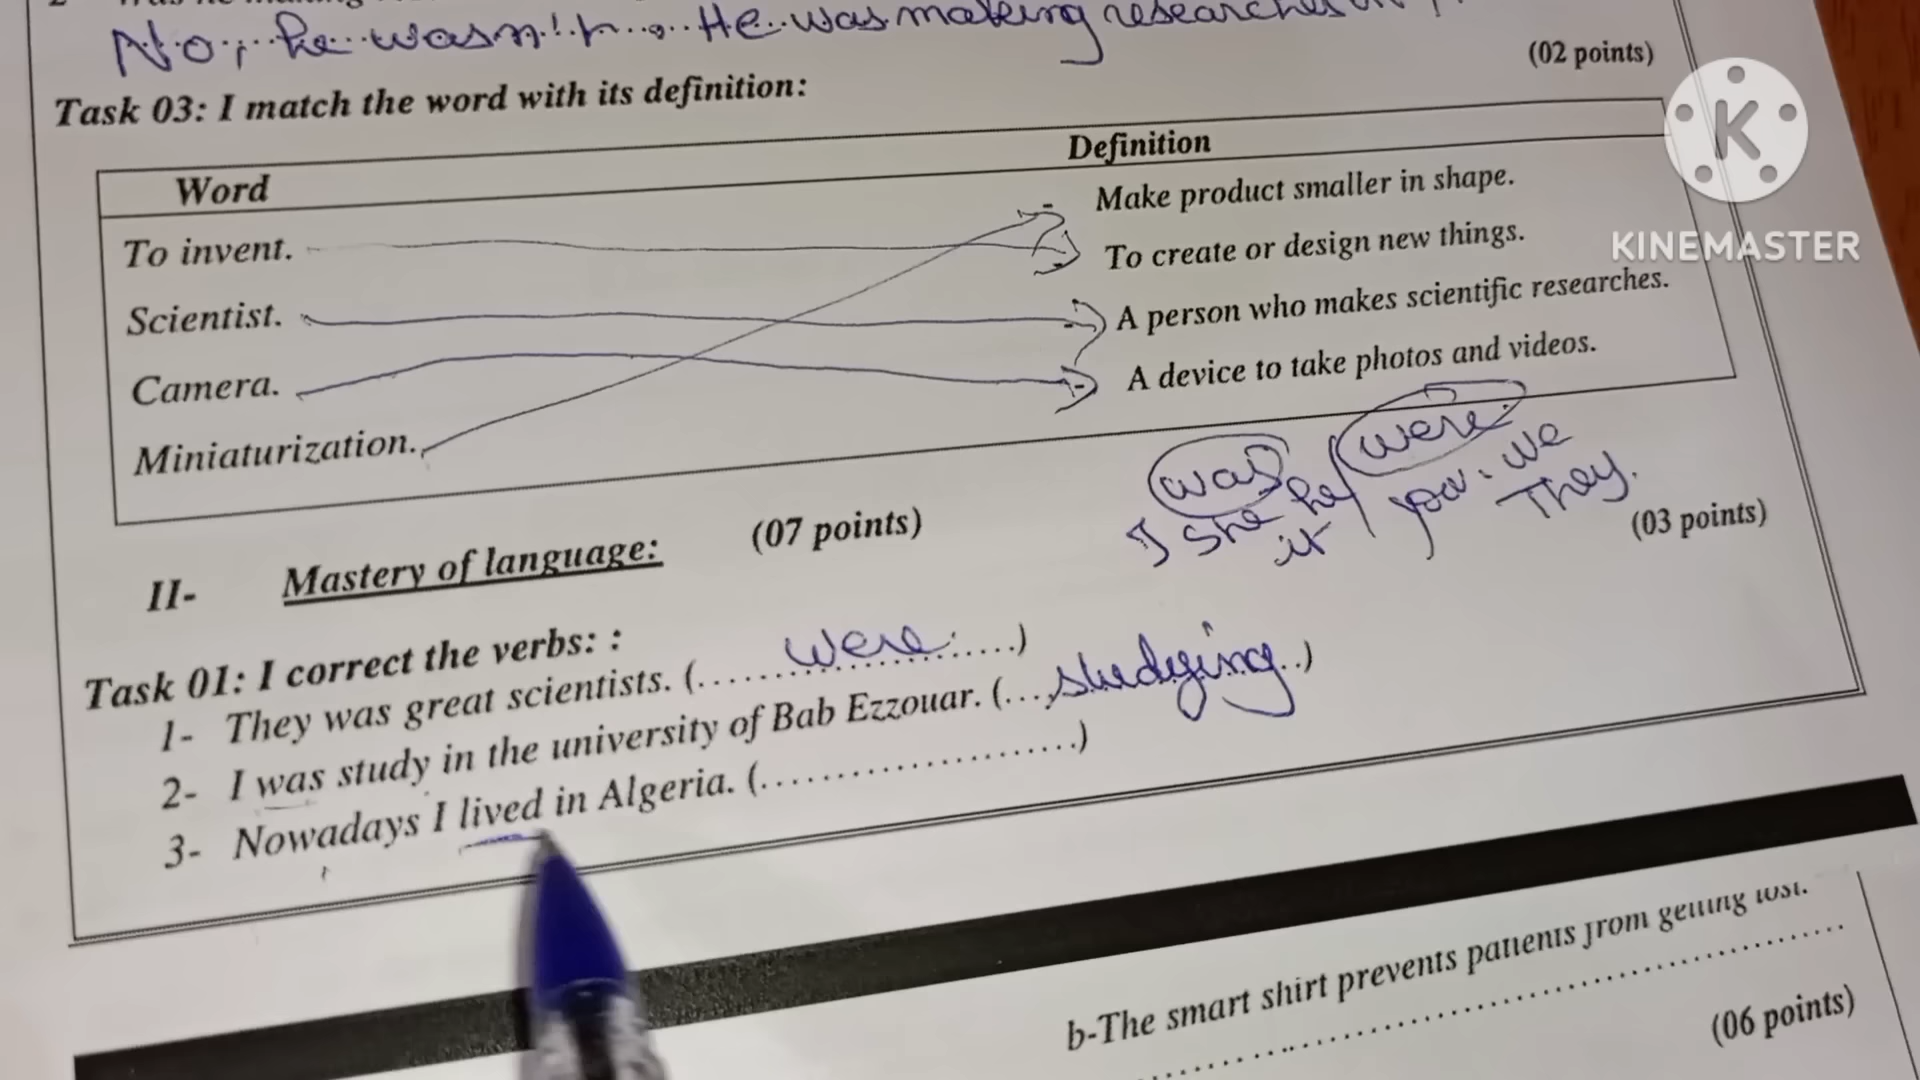 No, he wasn't. He was making researches in
(02 points)
Task 03: I match the word with its definition:
Word Definition
To invent. Make product smaller in shape.
Scientist. To create or design new things.
Camera. A person who makes scientific researches.
Miniaturization. A device to take photos and videos.
K
KINEMASTER
was were
I she he you we
it They.
II- Mastery of language: (07 points)
(03 points)
Task 01: I correct the verbs: :
1- They was great scientists. (........were........)
2- I was study in the university of Bab Ezzouar. (...studying..)
3- Nowadays I lived in Algeria. (......................)
b-The smart shirt prevents patients from getting lost.
(06 points)